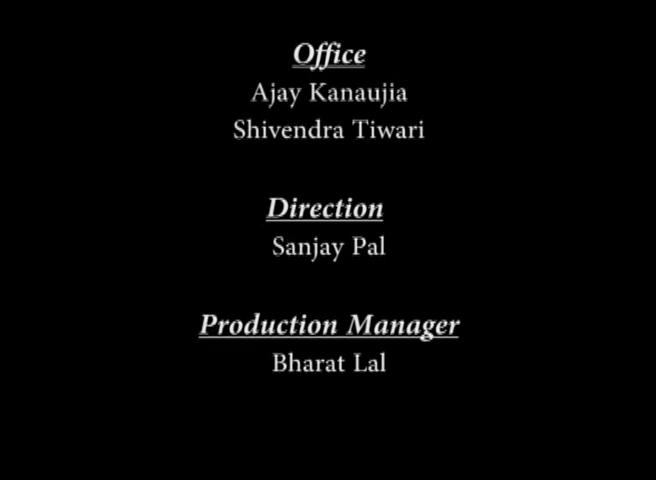 Office
Ajay Kanaujia
Shivendra Tiwari
Direction
Sanjay Pal
Production Manager
Bharat Lal